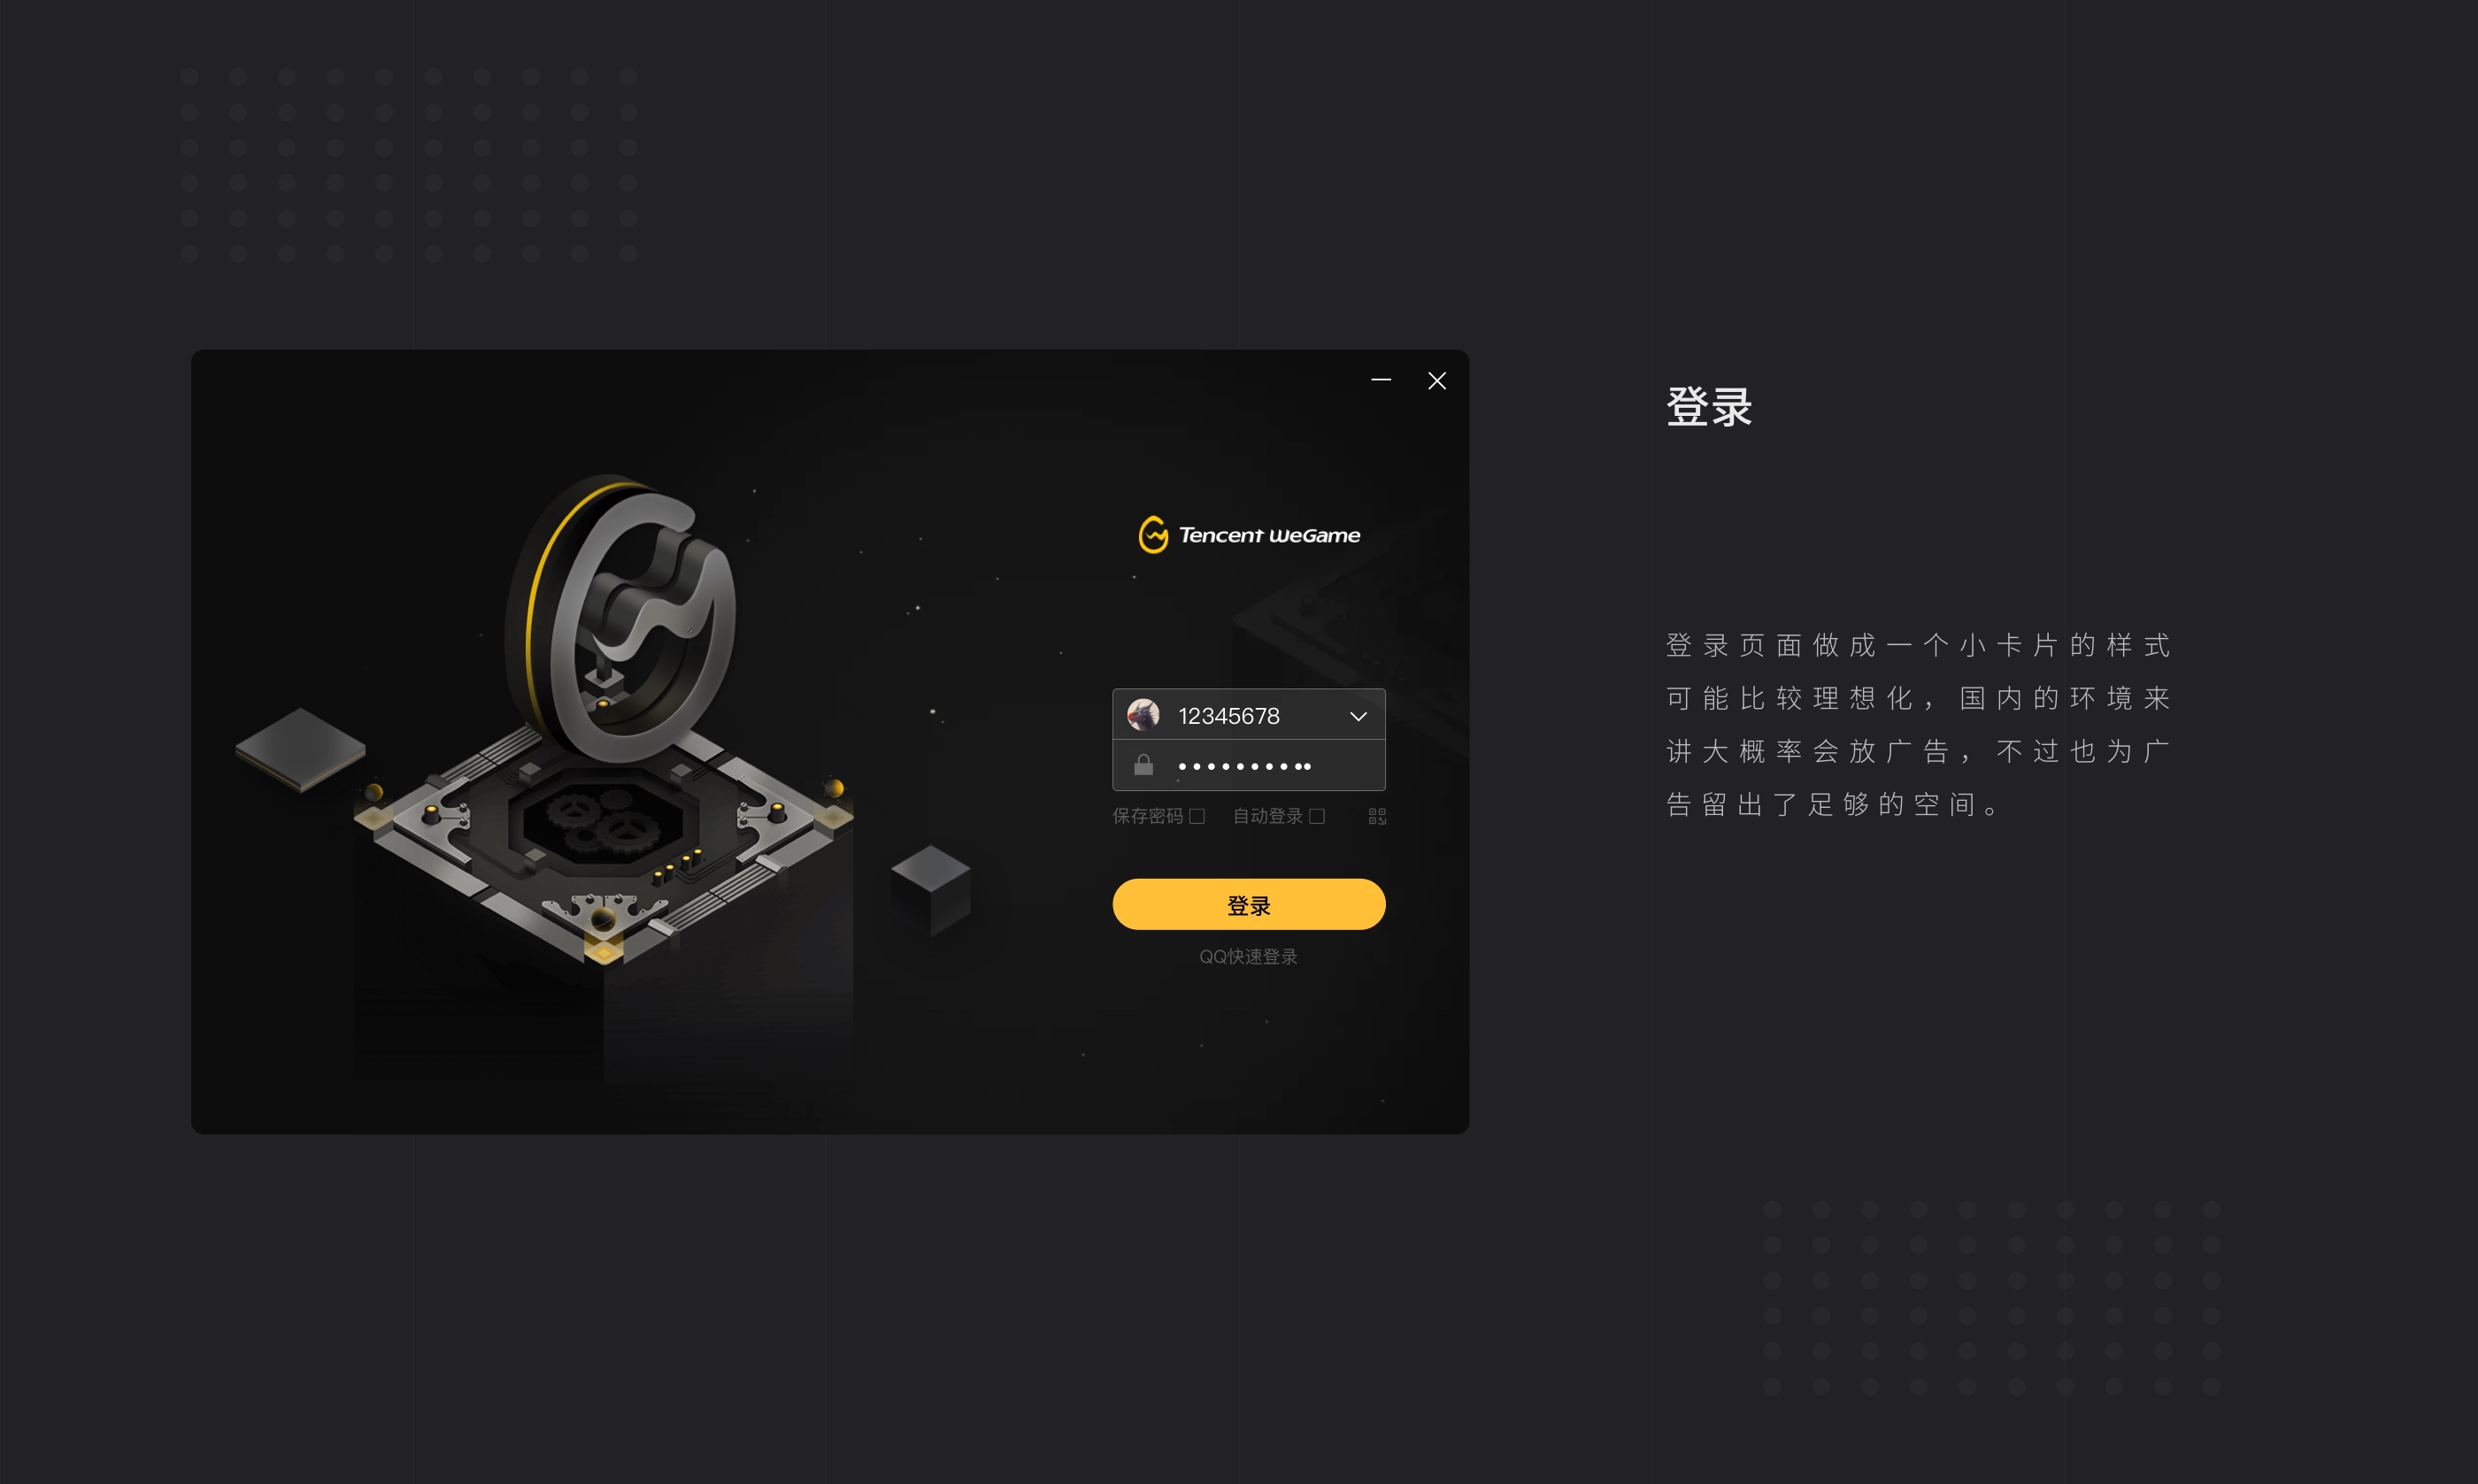 Tencent WeGame
12345678
保存密码
自动登录
登录
QQ快速登录
登录
登录页面做成一个小卡片的样式
可能比较理想化，国内的环境来
讲大概率会放广告，不过也为广
告留出了足够的空间。